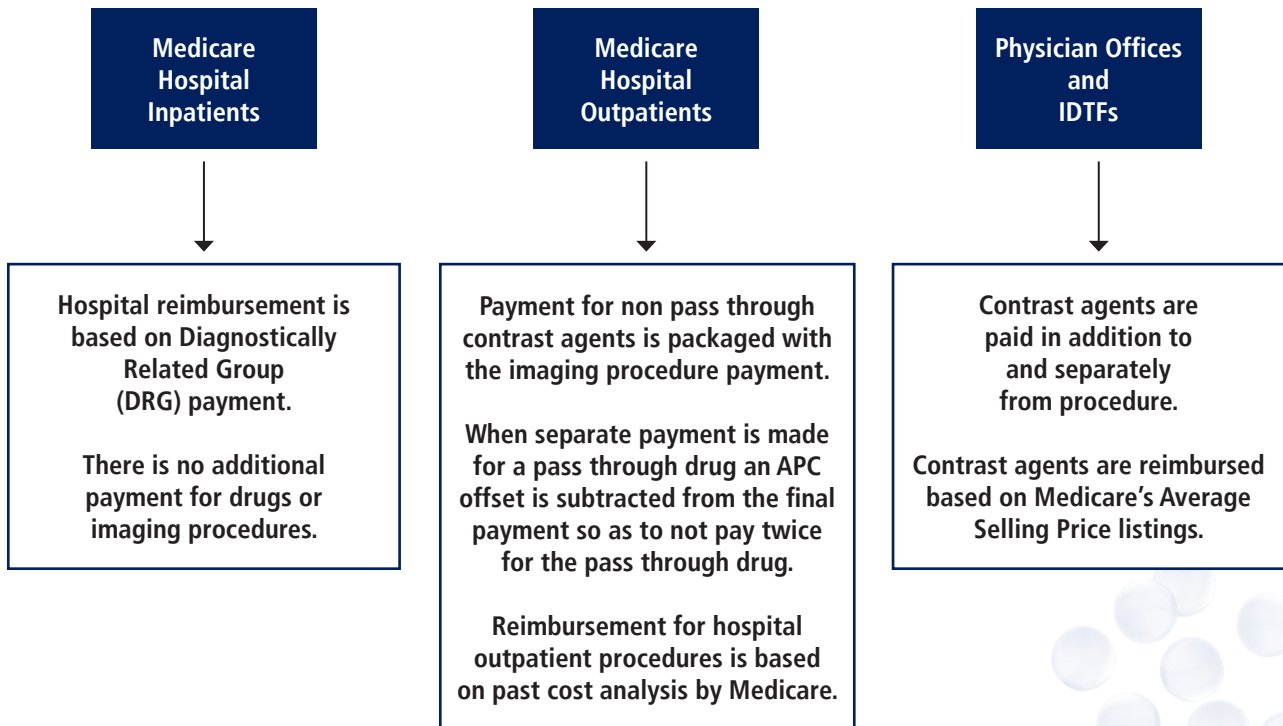 Medicare
Hospital
Inpatients
Hospital reimbursement is
based on Diagnostically
Related Group
(DRG) payment.
There is no additional
payment for drugs or
imaging procedures.
Medicare
Hospital
Outpatients
Payment for non pass through
contrast agents is packaged with
the imaging procedure payment.
When separate payment is made
for a pass through drug an APC
offset is subtracted from the final
payment so as to not pay twice
for the pass through drug.
Reimbursement for hospital
outpatient procedures is based
on past cost analysis by Medicare.
Physician Offices
and
IDTFs
Contrast agents are
paid in addition to
and separately
from procedure.
Contrast agents are reimbursed
based on Medicare's Average
Selling Price listings.